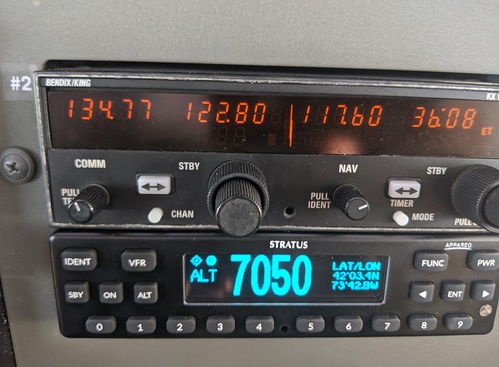 #2
BENDIX/KING
134.77 122.80 117.60 36:08
ET
COMM STBY NAV STBY
PULL
PULL IDENT
TIMER
CHAN
MODE
STRATUS
APPAREO
IDENT VFR
FUNC PWR
ALT 7050
LAT/LON
42°03.4N
73°42.8W
SBY ON ALT
ENT
0 1 2 3 4 5 6 7 8 9